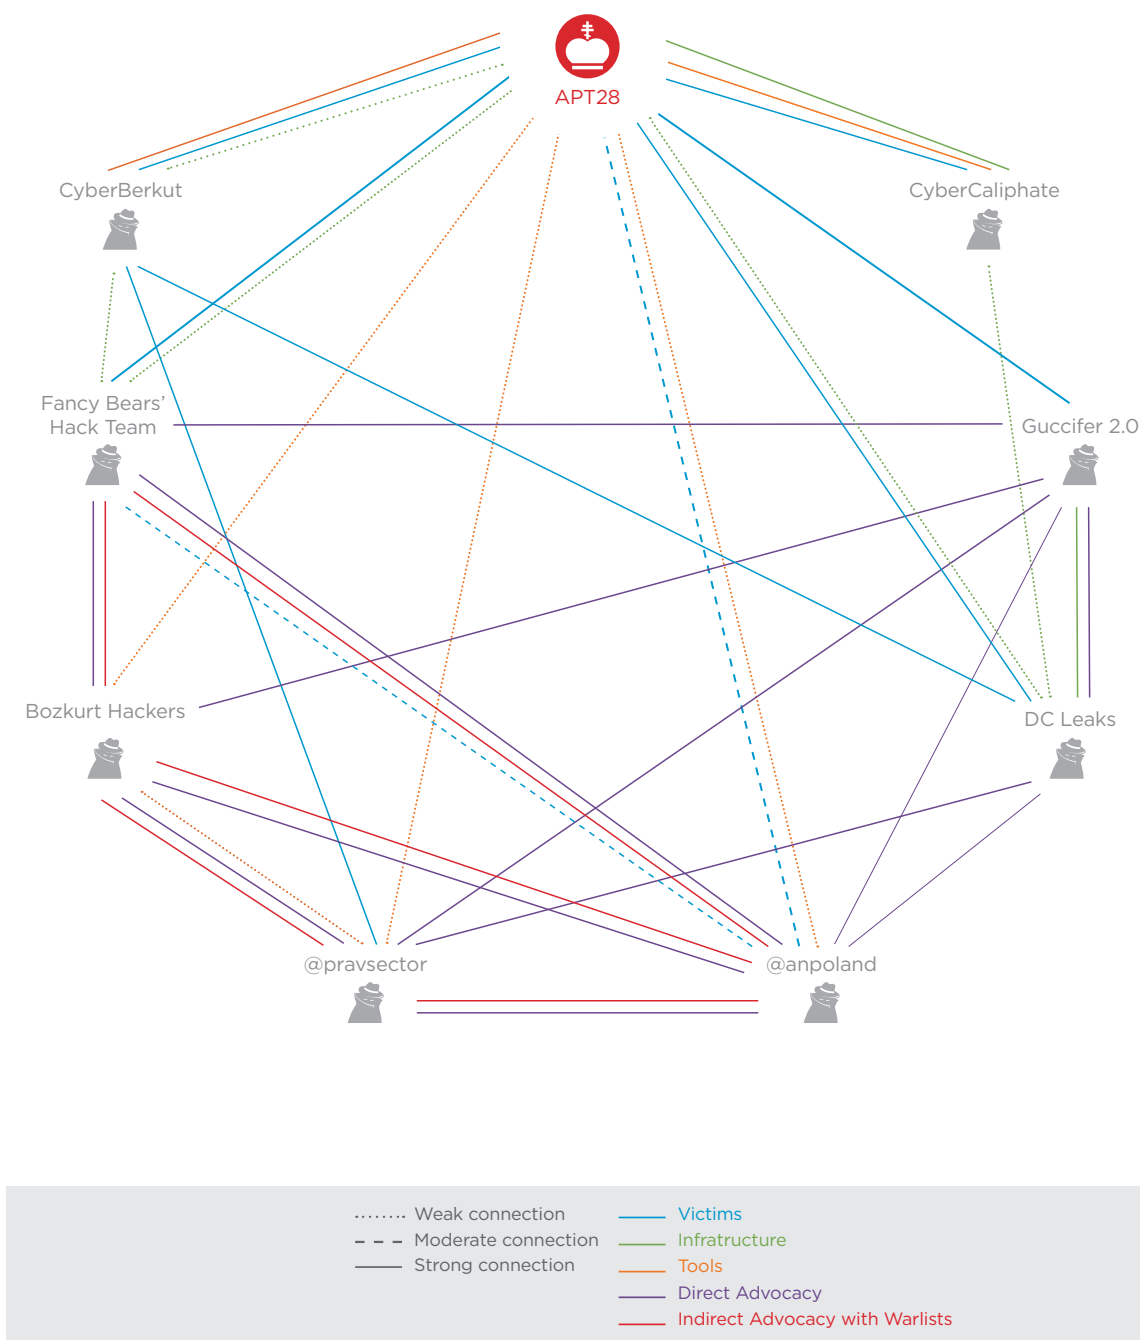 APT28
CyberBerkut
CyberCaliphate
Fancy Bears’
Hack Team
Guccifer 2.0
Bozkurt Hackers
DC Leaks
@pravsector
@anpoland
Weak connection
Moderate connection
Strong connection
Victims
Infratructure
Tools
Direct Advocacy
Indirect Advocacy with Warlists